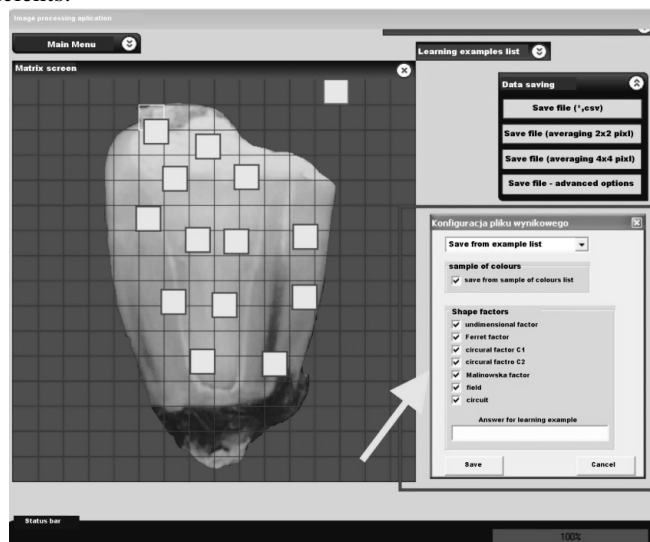 Image processing aplication
Main Menu
Learning examples list
Matrix screen
Data saving
Save file (*,csv)
Save file (averaging 2x2 pixl)
Save file (averaging 4x4 pixl)
Save file - advanced options
Konfiguracja pliku wynikowego
Save from example list
sample of colours
save from sample of colours list
Shape factors
undimensional factor
Ferret factor
circural factor C1
circural factro C2
Malinowska factor
field
circuit
Answer for learning example
Save
Cancel
Status bar
100%